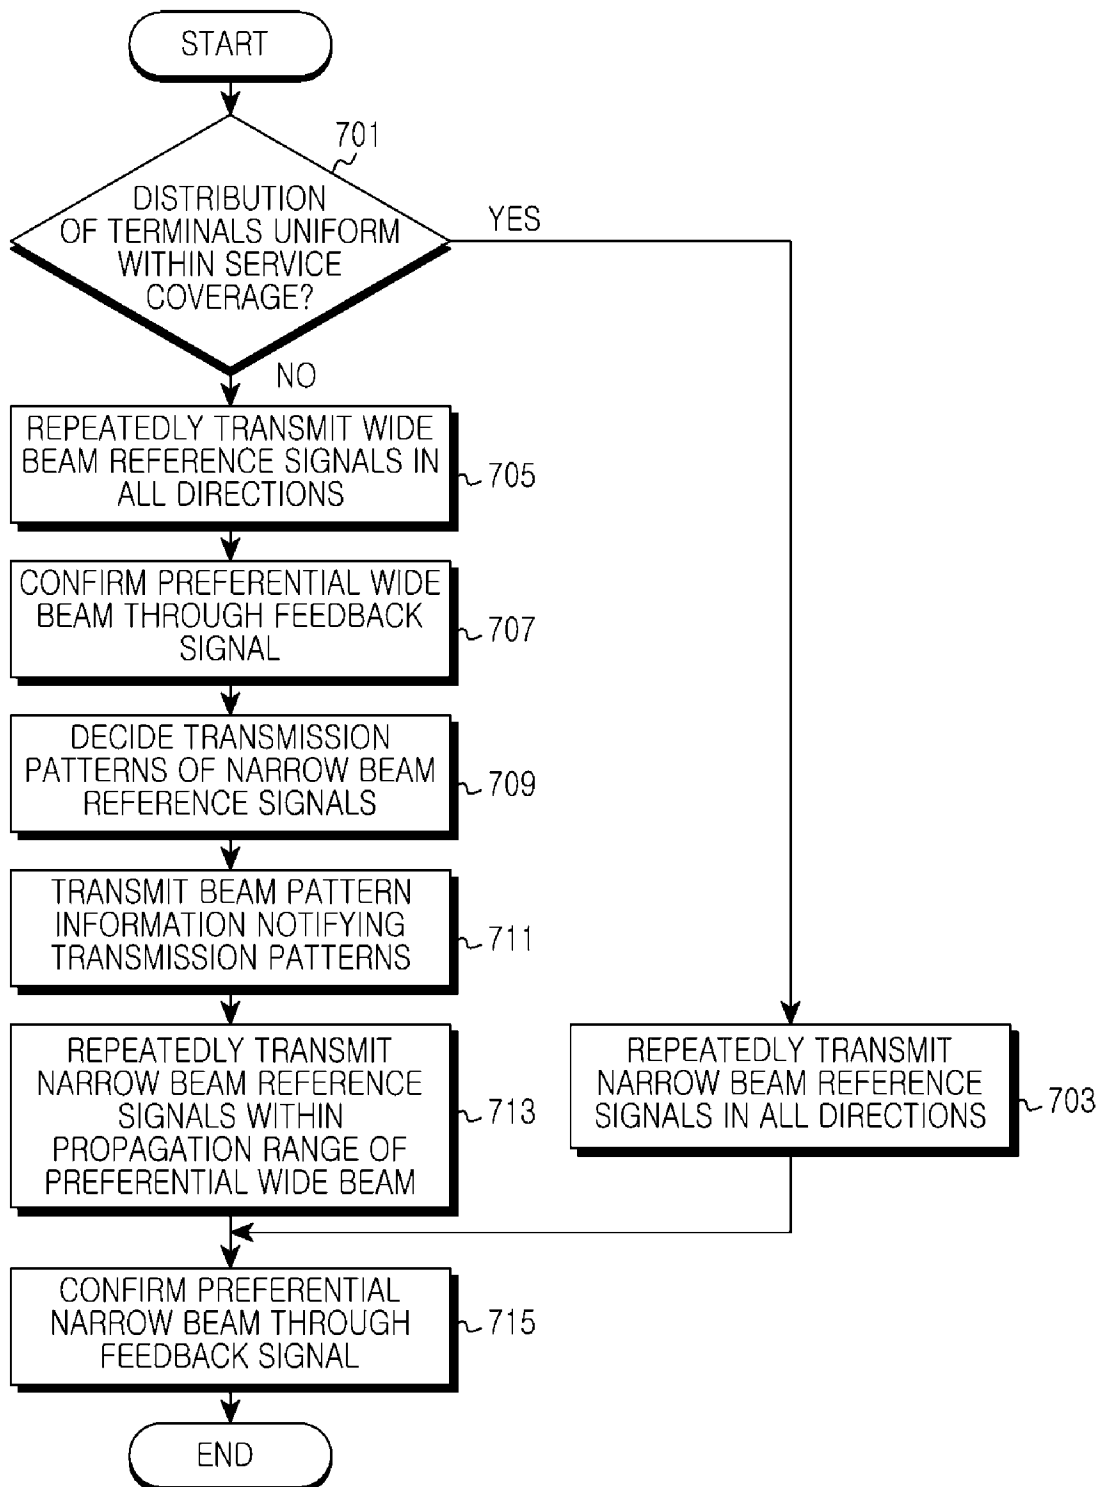 START
701
DISTRIBUTION
OF TERMINALS UNIFORM
WITHIN SERVICE
COVERAGE?
YES
NO
REPEATEDLY TRANSMIT WIDE
BEAM REFERENCE SIGNALS IN
ALL DIRECTIONS
705
CONFIRM PREFERENTIAL WIDE
BEAM THROUGH FEEDBACK
SIGNAL
707
DECIDE TRANSMISSION
PATTERNS OF NARROW BEAM
REFERENCE SIGNALS
709
TRANSMIT BEAM PATTERN
INFORMATION NOTIFYING
TRANSMISSION PATTERNS
711
REPEATEDLY TRANSMIT
NARROW BEAM REFERENCE
SIGNALS WITHIN
PROPAGATION RANGE OF
PREFERENTIAL WIDE BEAM
713
REPEATEDLY TRANSMIT
NARROW BEAM REFERENCE
SIGNALS IN ALL DIRECTIONS
703
CONFIRM PREFERENTIAL
NARROW BEAM THROUGH
FEEDBACK SIGNAL
715
END